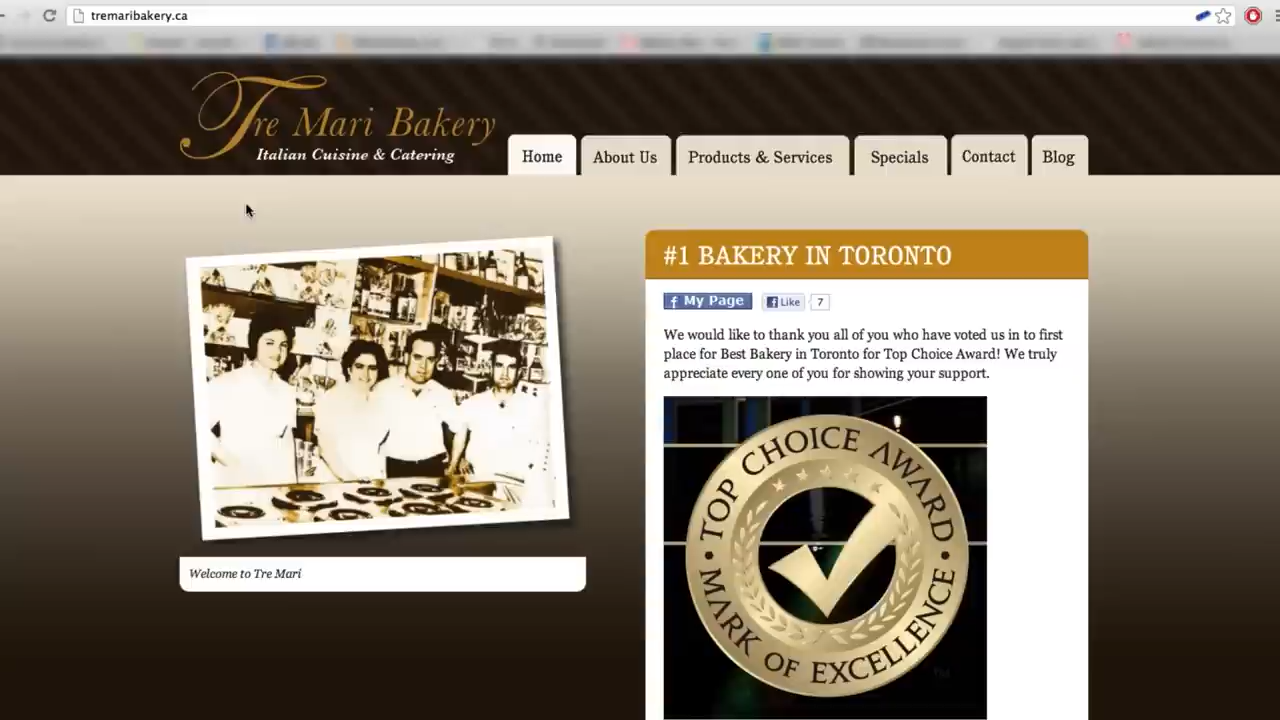 tremaribakery.ca
Tre Mari Bakery
Italian Cuisine & Catering
Home
About Us
Products & Services
Specials
Contact
Blog
#1 BAKERY IN TORONTO
f My Page
f Like
7
We would like to thank you all of you who have voted us in to first
place for Best Bakery in Toronto for Top Choice Award! We truly
appreciate every one of you for showing your support.
TOP CHOICE AWARD
MARK OF EXCELLENCE
Welcome to Tre Mari